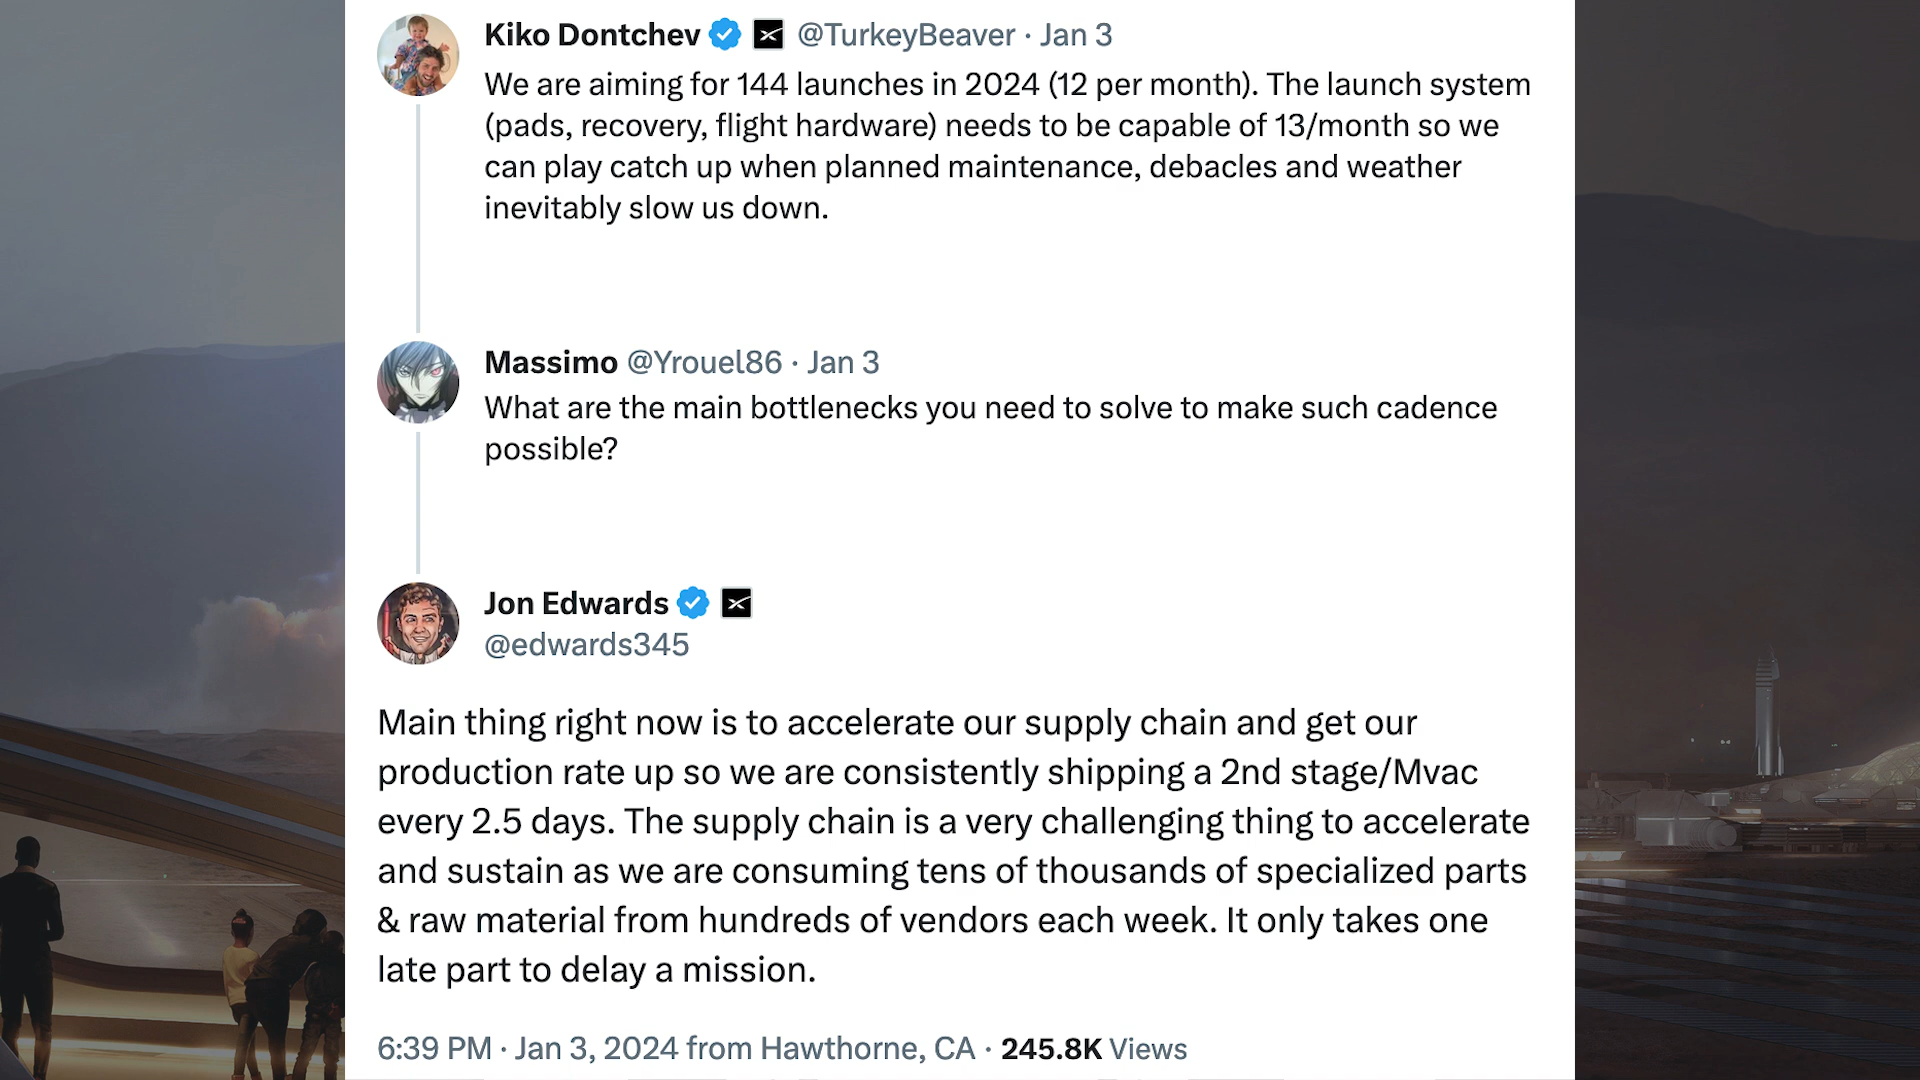 Kiko Dontchev @TurkeyBeaver · Jan 3
We are aiming for 144 launches in 2024 (12 per month). The launch system
(pads, recovery, flight hardware) needs to be capable of 13/month so we
can play catch up when planned maintenance, debacles and weather
inevitably slow us down.
Massimo @Yrouel86 · Jan 3
What are the main bottlenecks you need to solve to make such cadence
possible?
Jon Edwards
@edwards345
Main thing right now is to accelerate our supply chain and get our
production rate up so we are consistently shipping a 2nd stage/Mvac
every 2.5 days. The supply chain is a very challenging thing to accelerate
and sustain as we are consuming tens of thousands of specialized parts
& raw material from hundreds of vendors each week. It only takes one
late part to delay a mission.
6:39 PM · Jan 3, 2024 from Hawthorne, CA · 245.8K Views